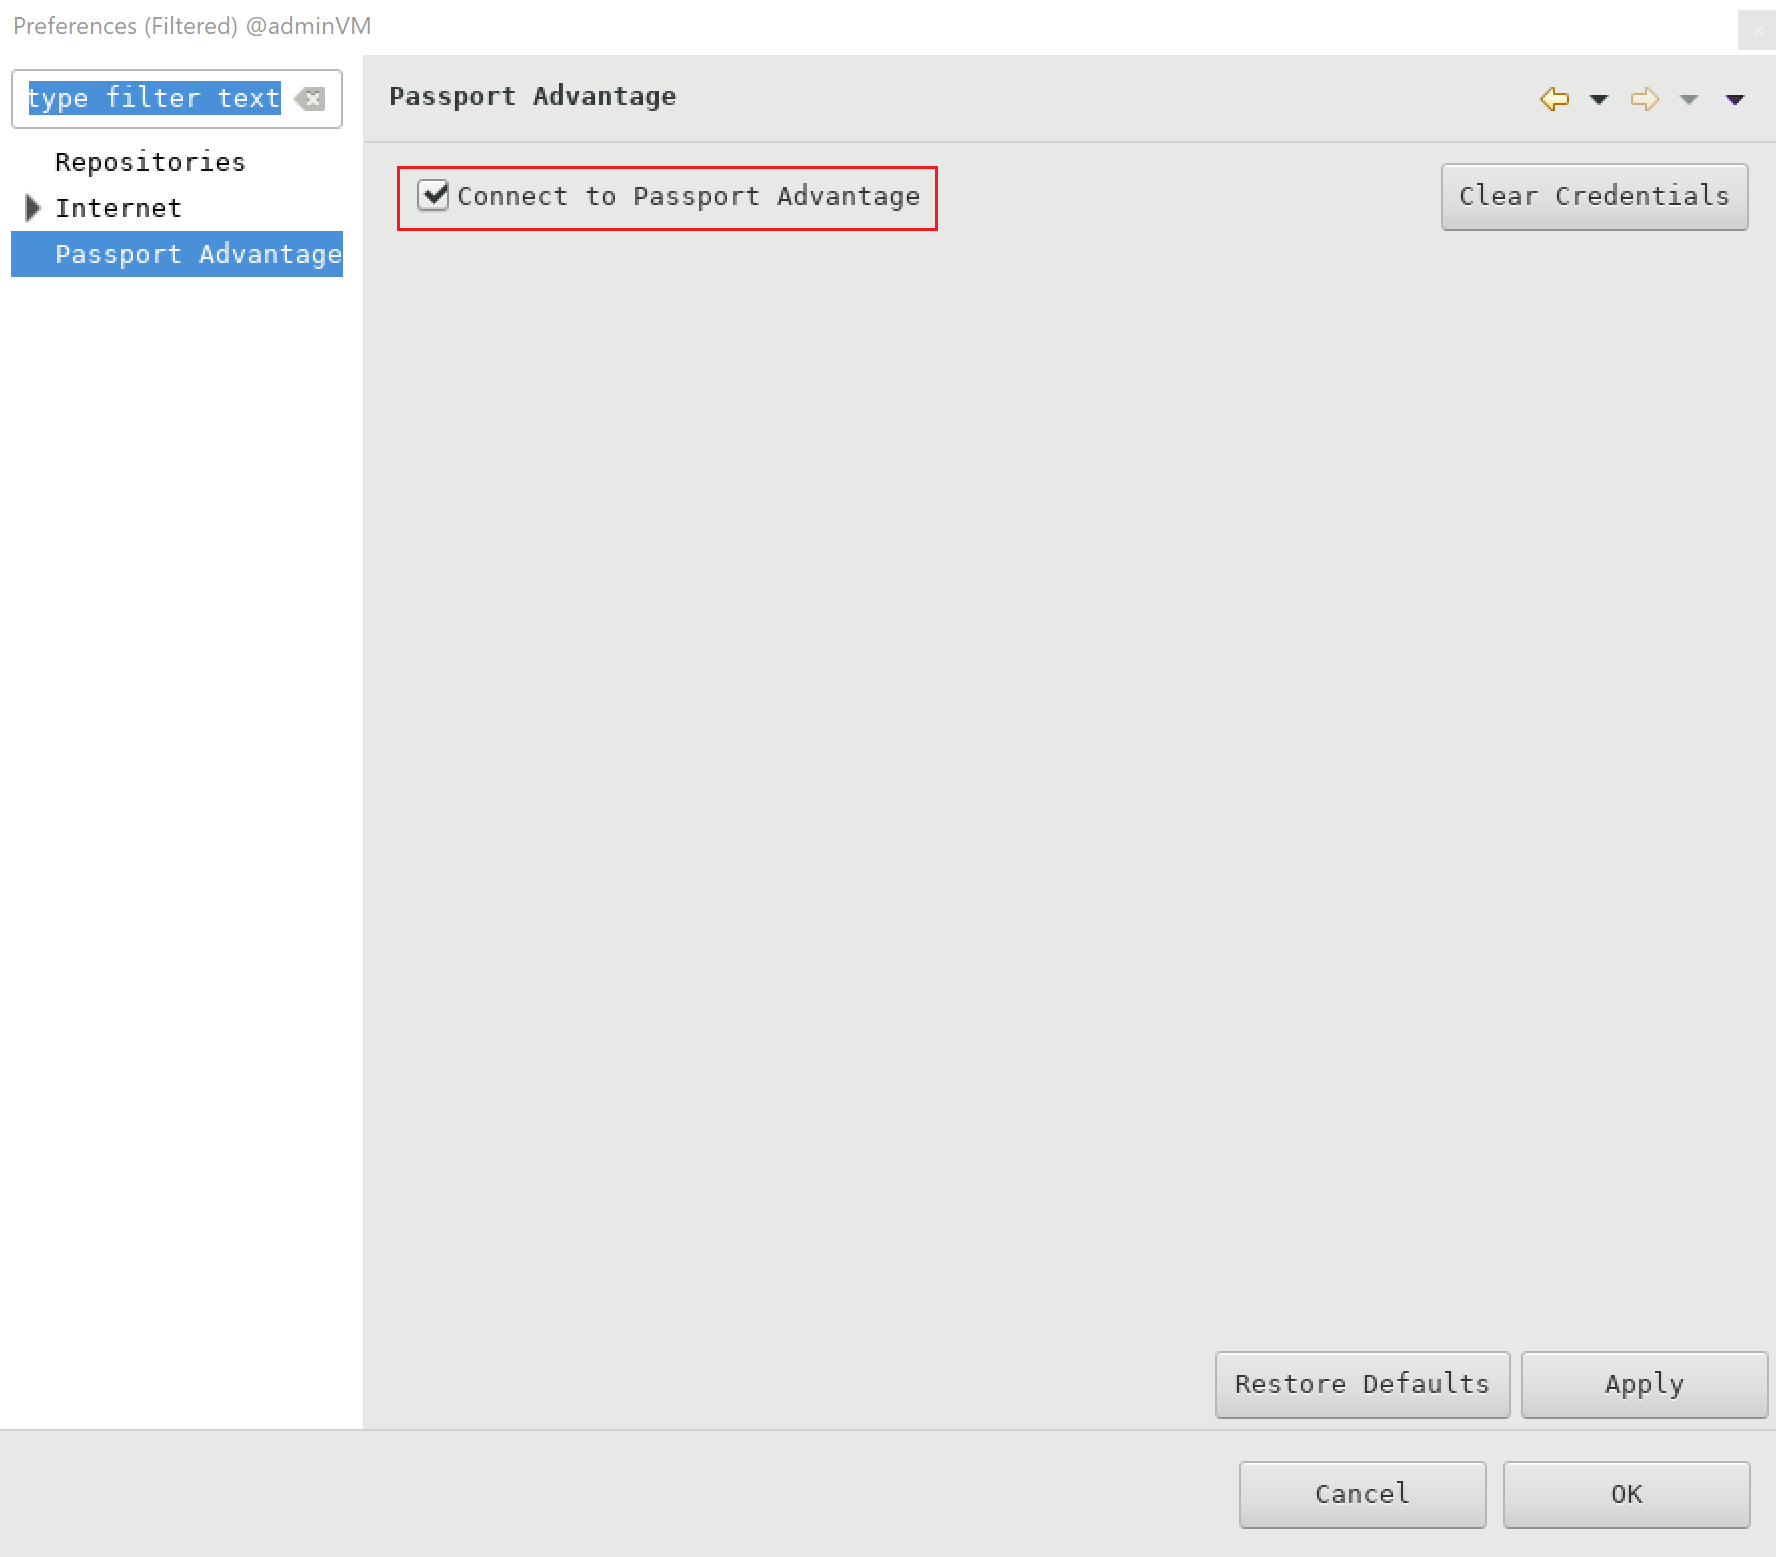 Preferences (Filtered) @adminVM
type filter text
Repositories
Internet
Passport Advantage
Passport Advantage
Connect to Passport Advantage
Clear Credentials
Restore Defaults
Apply
Cancel
OK